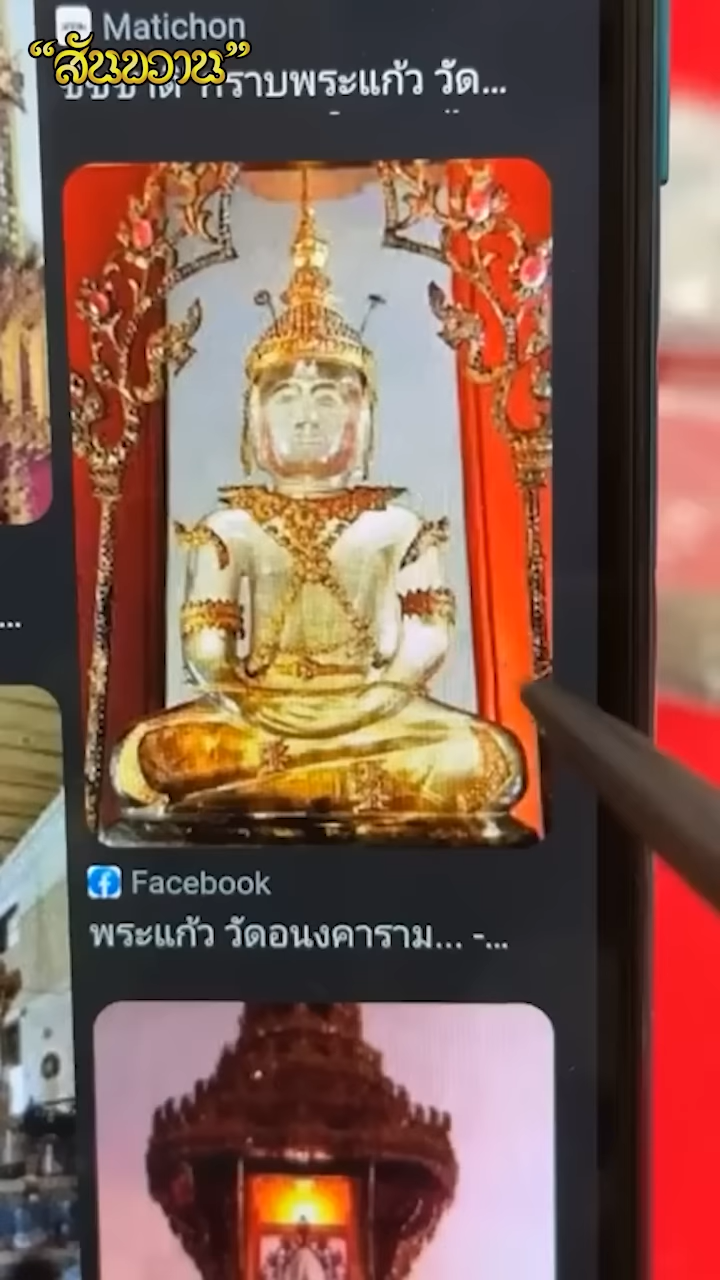 Matichon
“สันขวาน”
กราบพระแก้ว วัด...
...
Facebook
พระแก้ว วัดอนงคาราม... -...